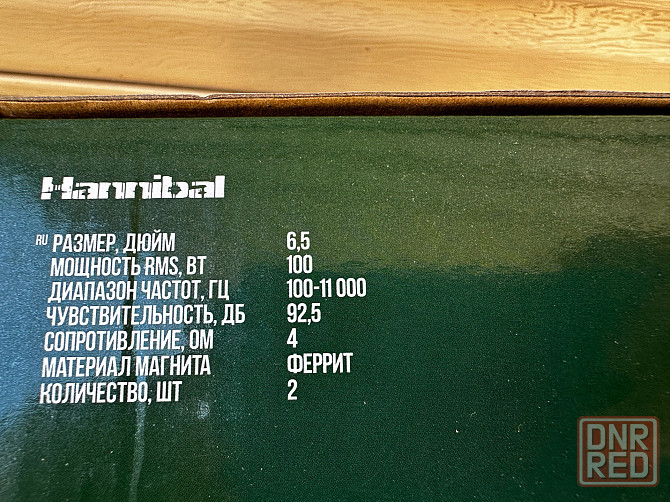 Hannibal
RU РАЗМЕР, ДЮЙМ 6,5
МОЩНОСТЬ RMS, ВТ 100
ДИАПАЗОН ЧАСТОТ, ГЦ 100-11 000
ЧУВСТВИТЕЛЬНОСТЬ, ДБ 92,5
СОПРОТИВЛЕНИЕ, ОМ 4
МАТЕРИАЛ МАГНИТА ФЕРРИТ
КОЛИЧЕСТВО, ШТ 2
DNR
RED